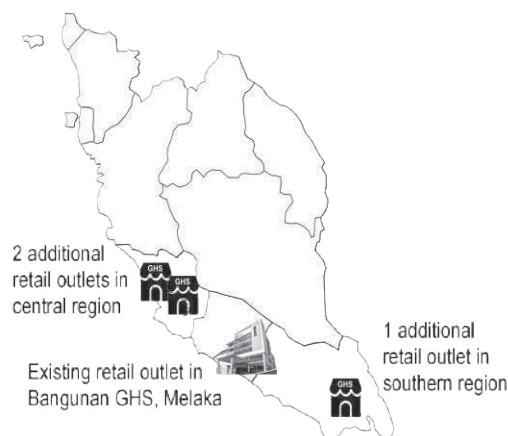 2 additional
retail outlets in
central region
GHS
GHS
Existing retail outlet in
Bangunan GHS, Melaka
1 additional
retail outlet in
southern region
GHS